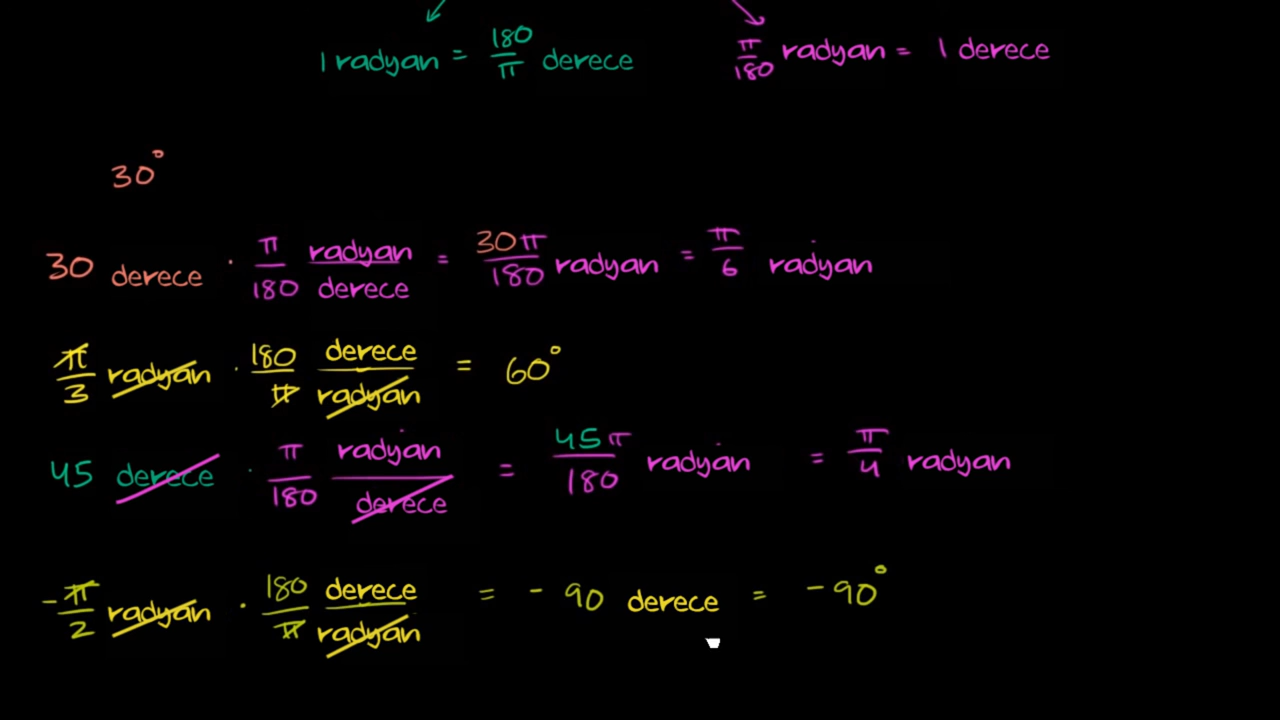 1 radyan = 180/π derece    π/180 radyan = 1 derece
30°
30 derece · π/180 radyan/derece = 30π/180 radyan = π/6 radyan
π/3 radyan · 180/π derece/radyan = 60°
45 derece · π/180 radyan/derece = 45π/180 radyan = π/4 radyan
-π/2 radyan · 180/π derece/radyan = - 90 derece = -90°